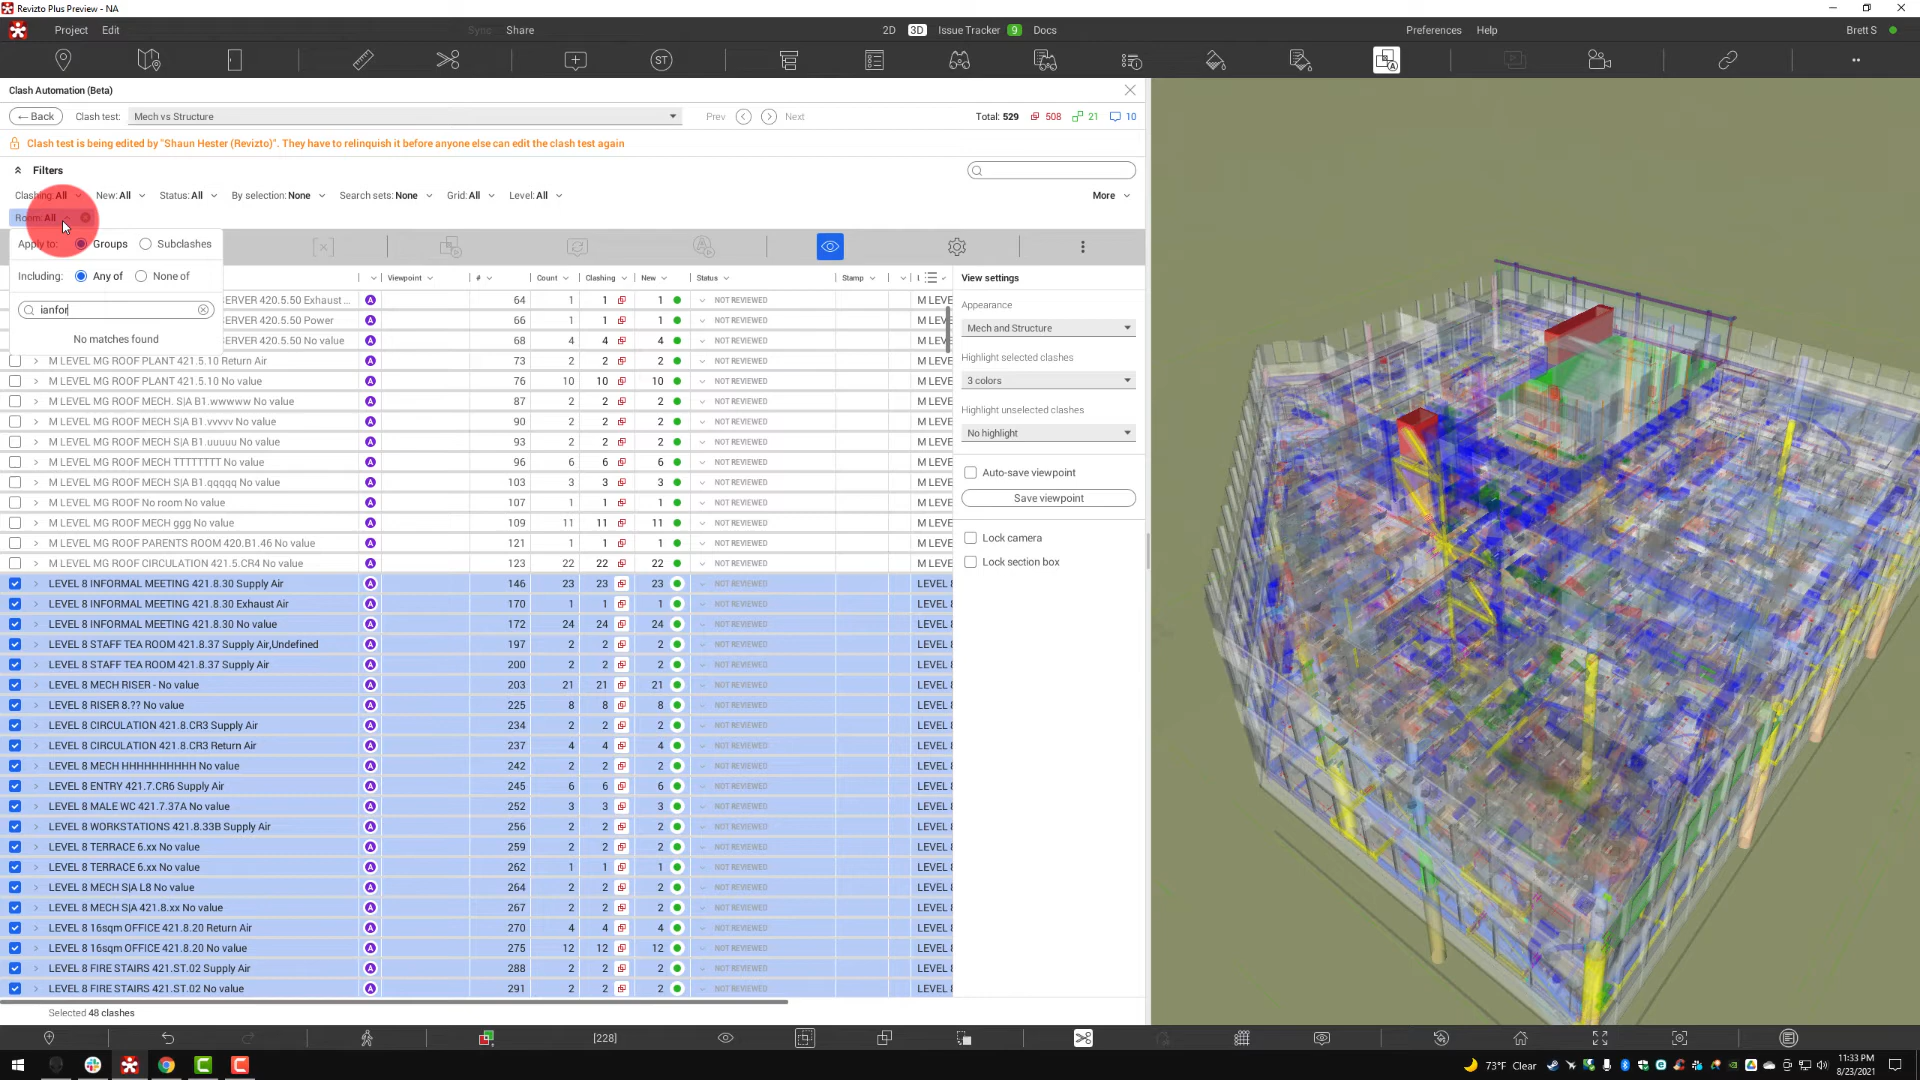 Revizto Plus Preview - NA
Project Edit Sync Share 2D 3D Issue Tracker 9 Docs Preferences Help Brett S
ST
Clash Automation (Beta)
← Back Clash test: Mech vs Structure Prev Next Total: 529 508 21 10
Clash test is being edited by "Shaun Hester (Revizto)". They have to relinquish it before anyone else can edit the clash test again
Filters
Clashing: All New: All Status: All By selection: None Search sets: None Grid: All Level: All More
Room: All
Apply to: Groups Subclashes
Including: Any of None of
ianfor
No matches found
Viewpoint # Count Clashing New Status Stamp
SERVER 420.5.50 Exhaust ... 64 1 1 1 NOT REVIEWED M LEVE
SERVER 420.5.50 Power 66 1 1 1 NOT REVIEWED M LEVE
SERVER 420.5.50 No value 68 4 4 4 NOT REVIEWED M LEVE
M LEVEL MG ROOF PLANT 421.5.10 Return Air 73 2 2 2 NOT REVIEWED M LEVE
M LEVEL MG ROOF PLANT 421.5.10 No value 76 10 10 10 NOT REVIEWED M LEVE
M LEVEL MG ROOF MECH. S|A B1.wwwww No value 87 2 2 2 NOT REVIEWED M LEVE
M LEVEL MG ROOF MECH S|A B1.vvvvv No value 90 2 2 2 NOT REVIEWED M LEVE
M LEVEL MG ROOF MECH S|A B1.uuuuu No value 93 2 2 2 NOT REVIEWED M LEVE
M LEVEL MG ROOF MECH TTTTTTTT No value 96 6 6 6 NOT REVIEWED M LEVE
M LEVEL MG ROOF MECH S|A B1.qqqqq No value 102 3 3 3 NOT REVIEWED M LEVE
M LEVEL MG ROOF No room No value 107 1 1 1 NOT REVIEWED M LEVE
M LEVEL MG ROOF MECH ggg No value 109 11 11 11 NOT REVIEWED M LEVE
M LEVEL MG ROOF PARENTS ROOM 420.B1.46 No value 121 1 1 1 NOT REVIEWED M LEVE
M LEVEL MG ROOF CIRCULATION 421.5.CR4 No value 123 22 22 22 NOT REVIEWED M LEVE
LEVEL 8 INFORMAL MEETING 421.8.30 Supply Air 146 23 23 23 NOT REVIEWED LEVEL 8
LEVEL 8 INFORMAL MEETING 421.8.30 Exhaust Air 170 1 1 1 NOT REVIEWED LEVEL 8
LEVEL 8 INFORMAL MEETING 421.8.30 No value 172 24 24 24 NOT REVIEWED LEVEL 8
LEVEL 8 STAFF TEA ROOM 421.8.37 Supply Air,Undefined 197 2 2 2 NOT REVIEWED LEVEL 8
LEVEL 8 STAFF TEA ROOM 421.8.37 Supply Air 200 2 2 2 NOT REVIEWED LEVEL 8
LEVEL 8 MECH RISER - No value 203 21 21 21 NOT REVIEWED LEVEL 8
LEVEL 8 RISER 8.?? No value 225 8 8 8 NOT REVIEWED LEVEL 8
LEVEL 8 CIRCULATION 421.8.CR3 Supply Air 234 2 2 2 NOT REVIEWED LEVEL 8
LEVEL 8 CIRCULATION 421.8.CR3 Return Air 237 4 4 4 NOT REVIEWED LEVEL 8
LEVEL 8 MECH HHHHHHHHHH No value 242 2 2 2 NOT REVIEWED LEVEL 8
LEVEL 8 ENTRY 421.7.CR6 Supply Air 245 6 6 6 NOT REVIEWED LEVEL 8
LEVEL 8 MALE WC 421.7.37A No value 252 3 3 3 NOT REVIEWED LEVEL 8
LEVEL 8 WORKSTATIONS 421.8.33B Supply Air 256 2 2 2 NOT REVIEWED LEVEL 8
LEVEL 8 TERRACE 6.xx No value 259 2 2 2 NOT REVIEWED LEVEL 8
LEVEL 8 TERRACE 6.xx No value 262 1 1 1 NOT REVIEWED LEVEL 8
LEVEL 8 MECH S|A L8 No value 264 2 2 2 NOT REVIEWED LEVEL 8
LEVEL 8 MECH S|A 421.8.xx No value 267 2 2 2 NOT REVIEWED LEVEL 8
LEVEL 8 16sqm OFFICE 421.8.20 Return Air 270 4 4 4 NOT REVIEWED LEVEL 8
LEVEL 8 16sqm OFFICE 421.8.20 No value 275 12 12 12 NOT REVIEWED LEVEL 8
LEVEL 8 FIRE STAIRS 421.ST.02 Supply Air 288 2 2 2 NOT REVIEWED LEVEL 8
LEVEL 8 FIRE STAIRS 421.ST.02 No value 291 2 2 2 NOT REVIEWED LEVEL 8
Selected 48 clashes
View settings
Appearance
Mech and Structure
Highlight selected clashes
3 colors
Highlight unselected clashes
No highlight
Auto-save viewpoint
Save viewpoint
Lock camera
Lock section box
[228]
73°F Clear
11:33 PM
8/23/2021